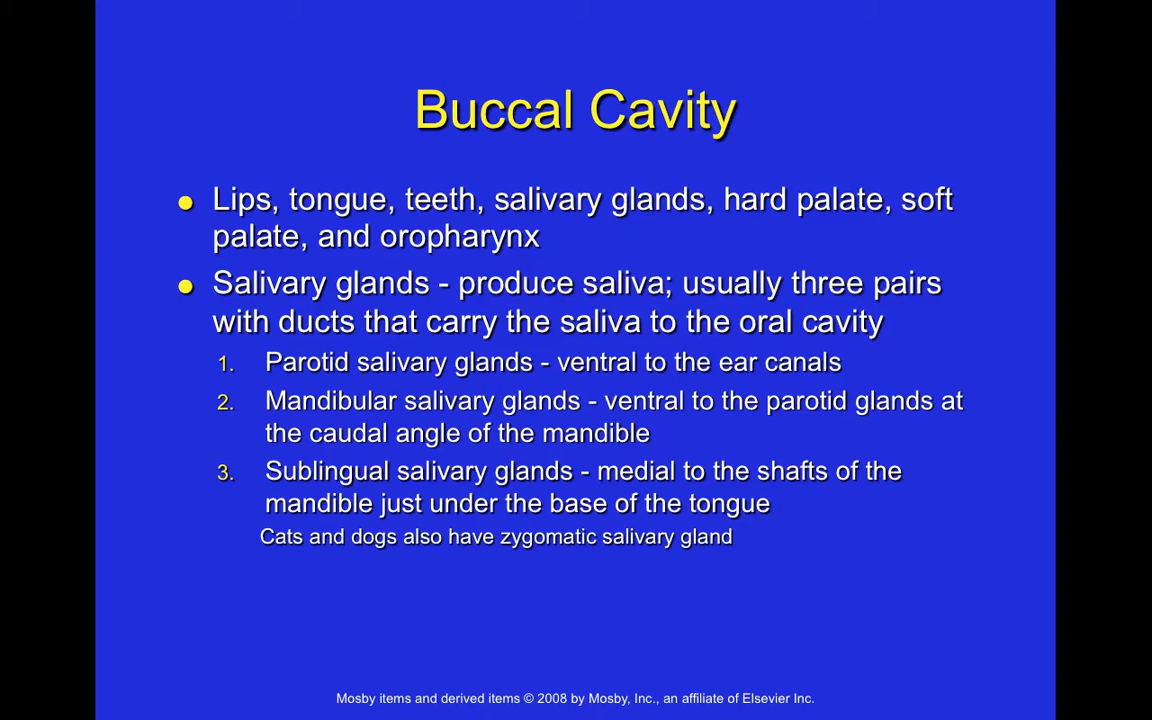 Buccal Cavity
● Lips, tongue, teeth, salivary glands, hard palate, soft
palate, and oropharynx
● Salivary glands - produce saliva; usually three pairs
with ducts that carry the saliva to the oral cavity
1. Parotid salivary glands - ventral to the ear canals
2. Mandibular salivary glands - ventral to the parotid glands at
the caudal angle of the mandible
3. Sublingual salivary glands - medial to the shafts of the
mandible just under the base of the tongue
Cats and dogs also have zygomatic salivary gland
Mosby items and derived items © 2008 by Mosby, Inc., an affiliate of Elsevier Inc.